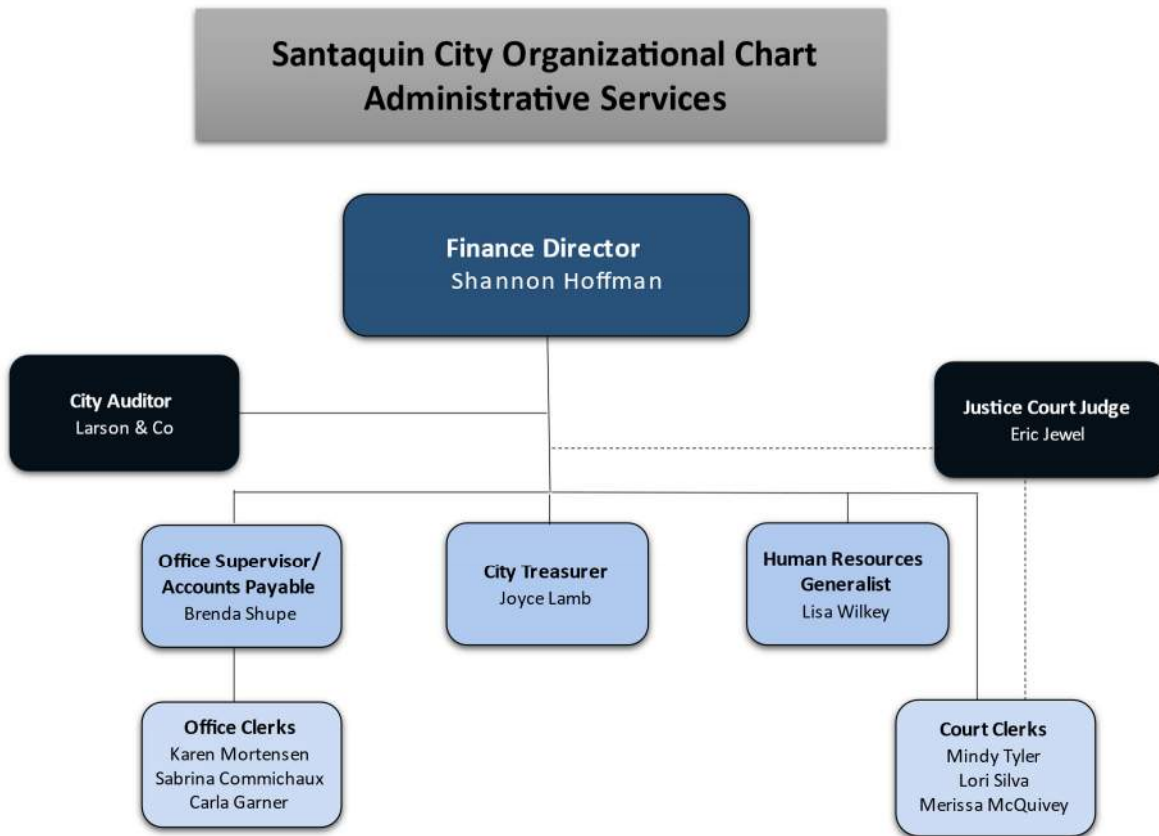 Santaquin City Organizational Chart
Administrative Services
Finance Director
Shannon Hoffman
City Auditor
Larson & Co
Justice Court Judge
Eric Jewel
Office Supervisor/
Accounts Payable
Brenda Shupe
City Treasurer
Joyce Lamb
Human Resources
Generalist
Lisa Wilkey
Office Clerks
Karen Mortensen
Sabrina Commichaux
Carla Garner
Court Clerks
Mindy Tyler
Lori Silva
Merissa McQuivey